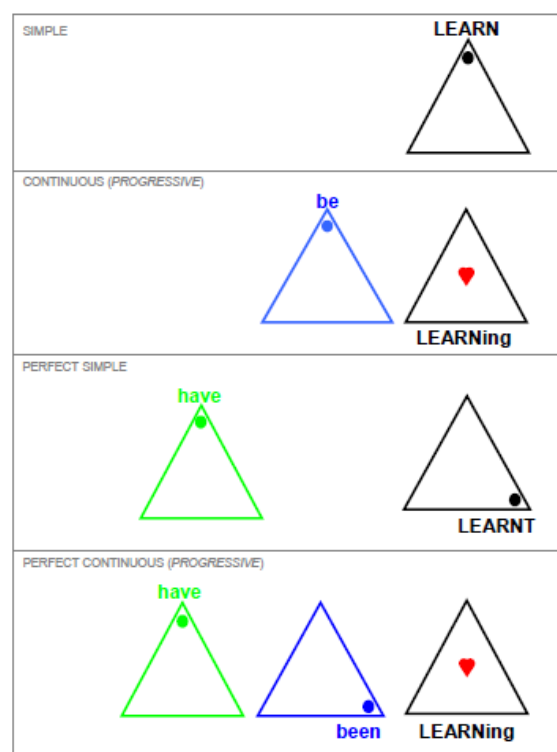 SIMPLE
LEARN
CONTINUOUS (PROGRESSIVE)
be
LEARNing
PERFECT SIMPLE
have
LEARNT
PERFECT CONTINUOUS (PROGRESSIVE)
have
been
LEARNing